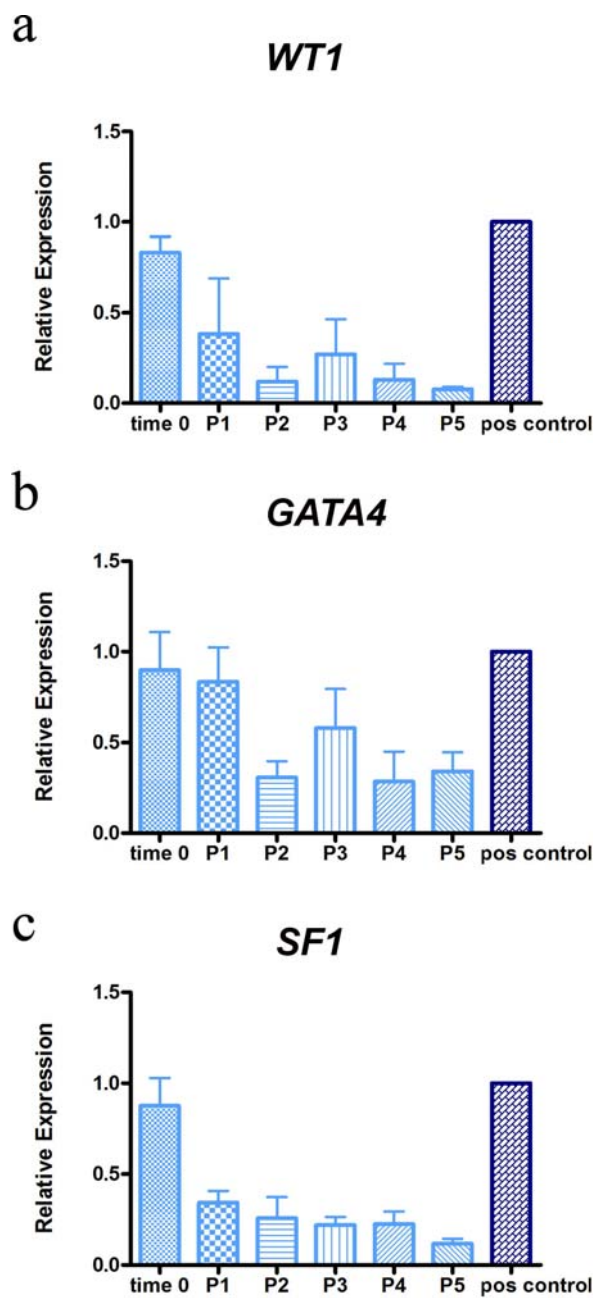 a
WT1
Relative Expression
1.5
1.0
0.5
0.0
time 0 P1 P2 P3 P4 P5 pos control
b
GATA4
Relative Expression
1.5
1.0
0.5
0.0
time 0 P1 P2 P3 P4 P5 pos control
c
SF1
Relative Expression
1.5
1.0
0.5
0.0
time 0 P1 P2 P3 P4 P5 pos control